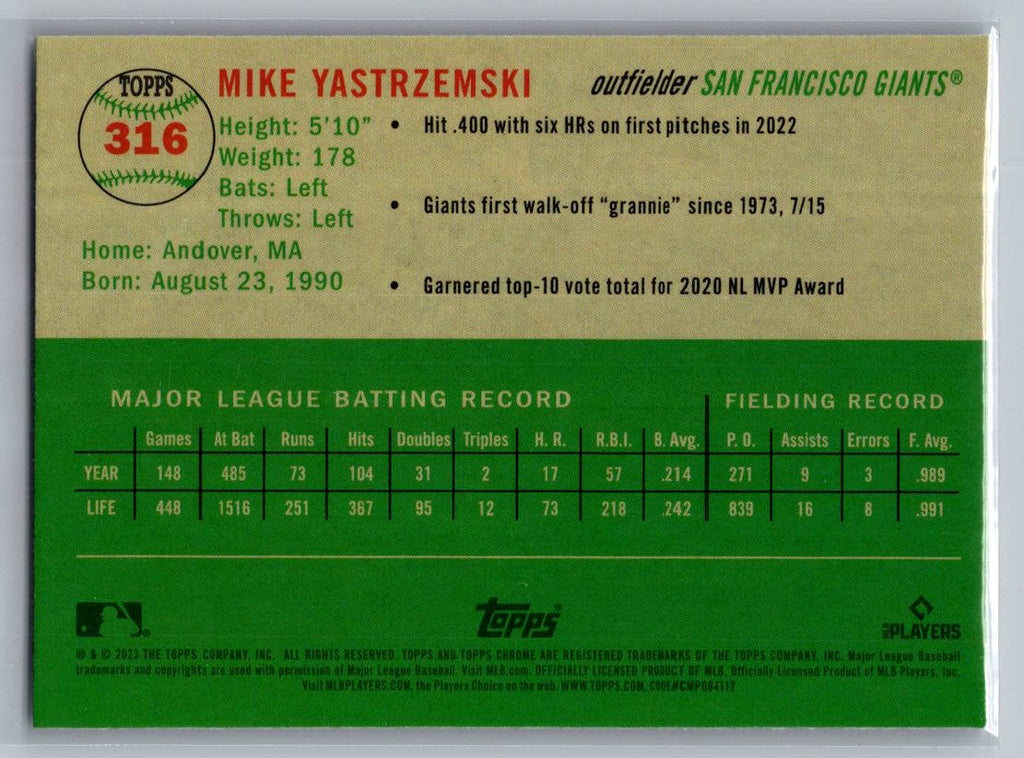 TOPPS
316
MIKE YASTRZEMSKI
outfielder SAN FRANCISCO GIANTS®
Height: 5'10"
Weight: 178
Bats: Left
Throws: Left
Home: Andover, MA
Born: August 23, 1990
• Hit .400 with six HRs on first pitches in 2022
• Giants first walk-off “grannie” since 1973, 7/15
• Garnered top-10 vote total for 2020 NL MVP Award
MAJOR LEAGUE BATTING RECORD FIELDING RECORD
Games At Bat Runs Hits Doubles Triples H. R. R.B.I. B. Avg. P. O. Assists Errors F. Avg.
YEAR 148 485 73 104 31 2 17 57 .214 271 9 3 .989
LIFE 448 1516 251 367 95 12 73 218 .242 839 16 8 .991
topps
PLAYERS
® & © 2023 THE TOPPS COMPANY, INC. ALL RIGHTS RESERVED. TOPPS AND TOPPS CHROME ARE REGISTERED TRADEMARKS OF THE TOPPS COMPANY, INC. Major League Baseball
trademarks and copyrights are used with permission of Major League Baseball. Visit MLB.com. OFFICIALLY LICENSED PRODUCT OF MLB. Officially Licensed Product of MLB Players, Inc.
Visit MLBPLAYERS.COM, the Players Choice on the web. WWW.TOPPS.COM.